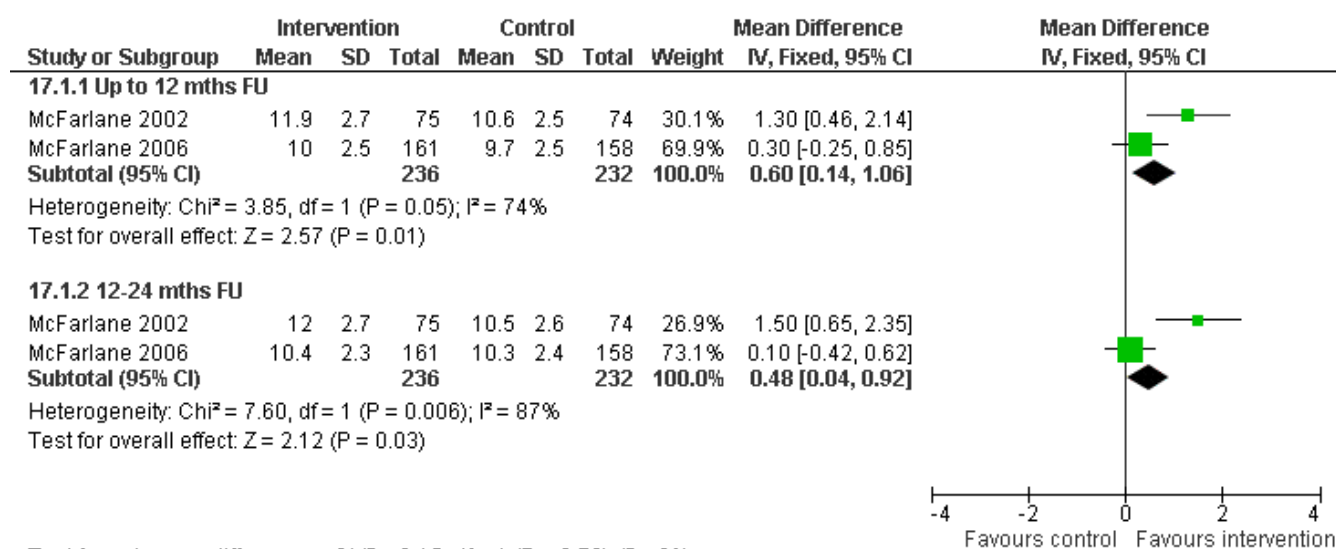 Intervention Control Mean Difference Mean Difference
Study or Subgroup Mean SD Total Mean SD Total Weight IV, Fixed, 95% CI IV, Fixed, 95% CI
17.1.1 Up to 12 mths FU
McFarlane 2002 11.9 2.7 75 10.6 2.5 74 30.1% 1.30 [0.46, 2.14]
McFarlane 2006 10 2.5 161 9.7 2.5 158 69.9% 0.30 [-0.25, 0.85]
Subtotal (95% CI) 236 232 100.0% 0.60 [0.14, 1.06]
Heterogeneity: Chi² = 3.85, df = 1 (P = 0.05); I² = 74%
Test for overall effect: Z = 2.57 (P = 0.01)
17.1.2 12-24 mths FU
McFarlane 2002 12 2.7 75 10.5 2.6 74 26.9% 1.50 [0.65, 2.35]
McFarlane 2006 10.4 2.3 161 10.3 2.4 158 73.1% 0.10 [-0.42, 0.62]
Subtotal (95% CI) 236 232 100.0% 0.48 [0.04, 0.92]
Heterogeneity: Chi² = 7.60, df = 1 (P = 0.006); I² = 87%
Test for overall effect: Z = 2.12 (P = 0.03)
-4 -2 0 2 4
Favours control Favours intervention